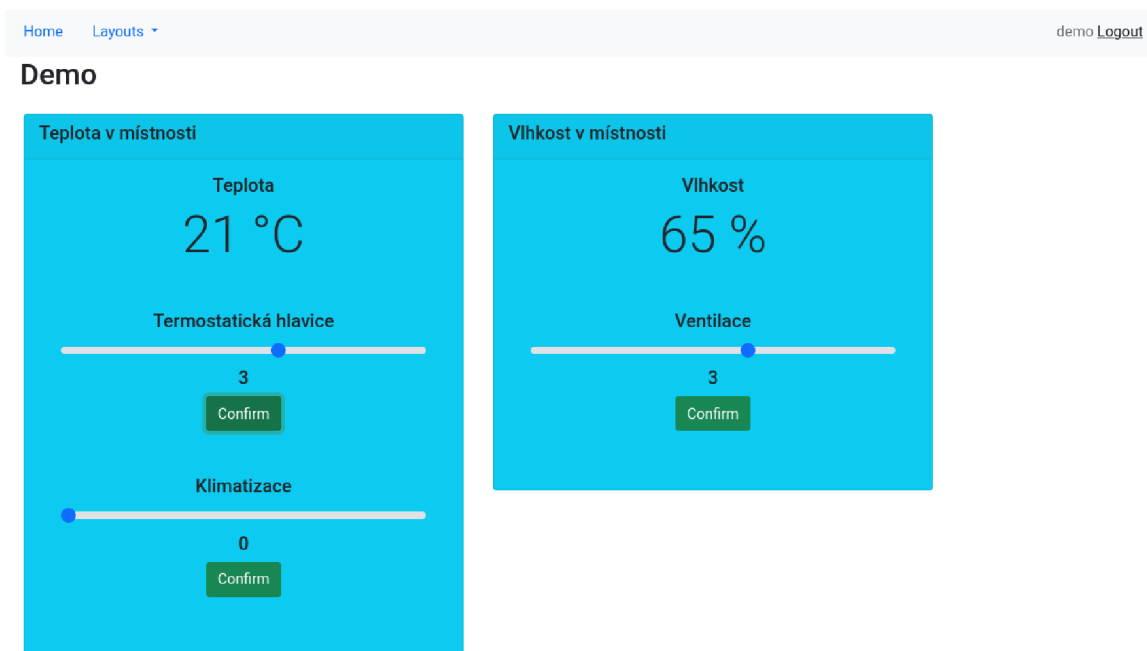 Home Layouts demo Logout
Demo
Teplota v místnosti
Teplota
21 °C
Termostatická hlavice
3
Confirm
Klimatizace
0
Confirm
Vlhkost v místnosti
Vlhkost
65 %
Ventilace
3
Confirm